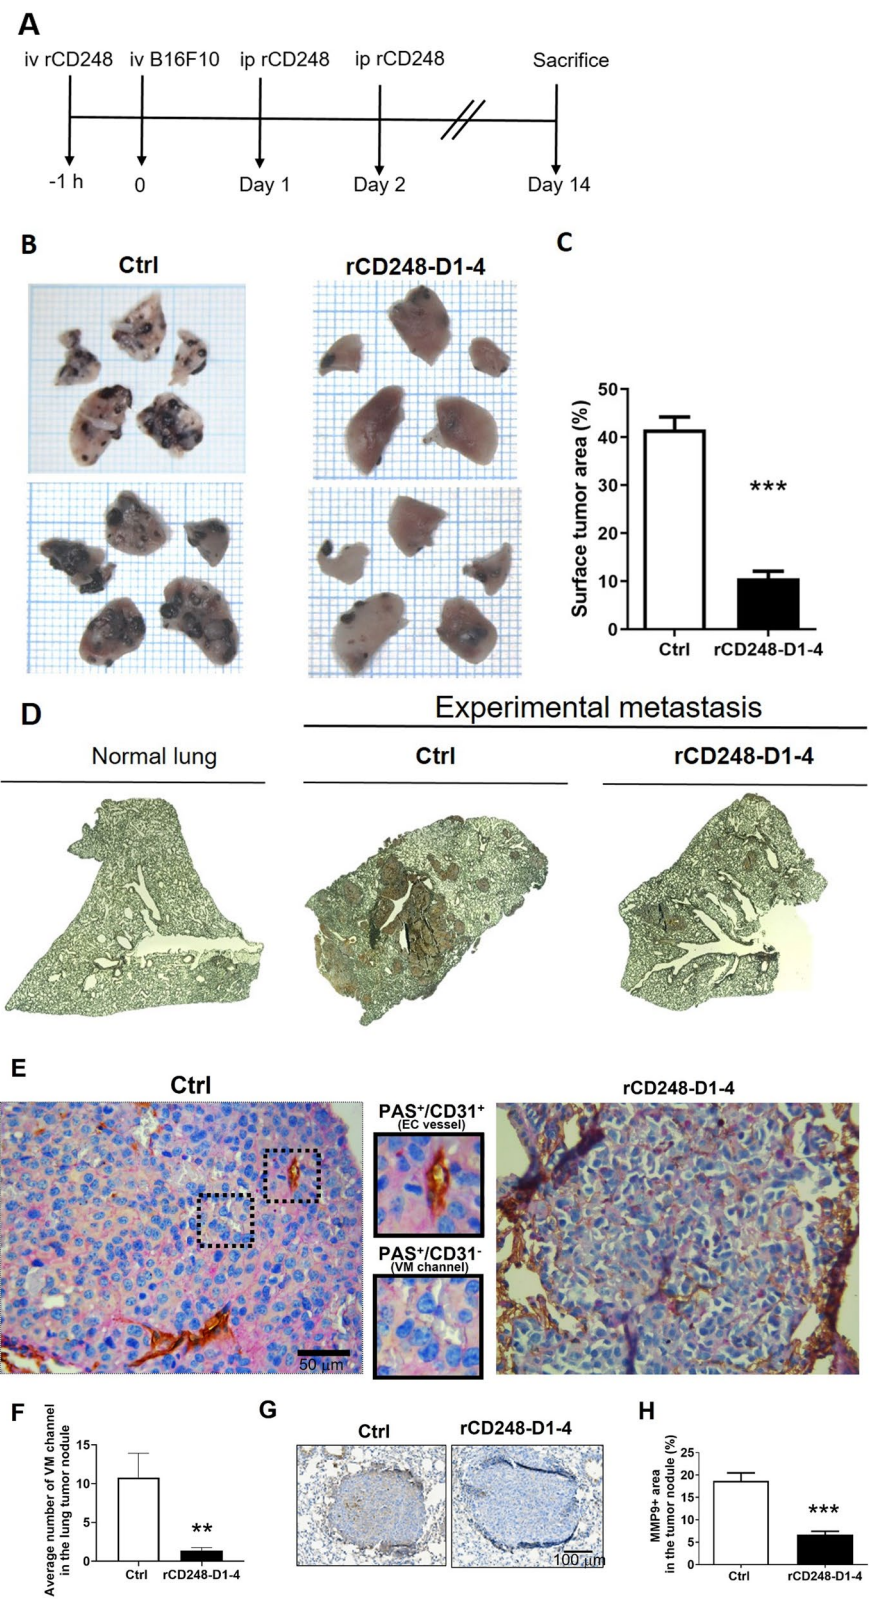 A
iv rCD248 iv B16F10 ip rCD248 ip rCD248 Sacrifice
-1 h 0 Day 1 Day 2 Day 14
B
Ctrl rCD248-D1-4
C
Surface tumor area (%)
50
40
30
20
10
0
***
Ctrl rCD248-D1-4
D
Experimental metastasis
Normal lung Ctrl rCD248-D1-4
E
Ctrl
PAS⁺/CD31⁺
(EC vessel)
PAS⁺/CD31⁻
(VM channel)
rCD248-D1-4
50 μm
F
Average number of VM channel
in the lung tumor nodule
15
10
5
0
**
Ctrl rCD248-D1-4
G
Ctrl rCD248-D1-4
100 μm
H
MMP9+ area
in the tumor nodule (%)
25
20
15
10
5
0
***
Ctrl rCD248-D1-4